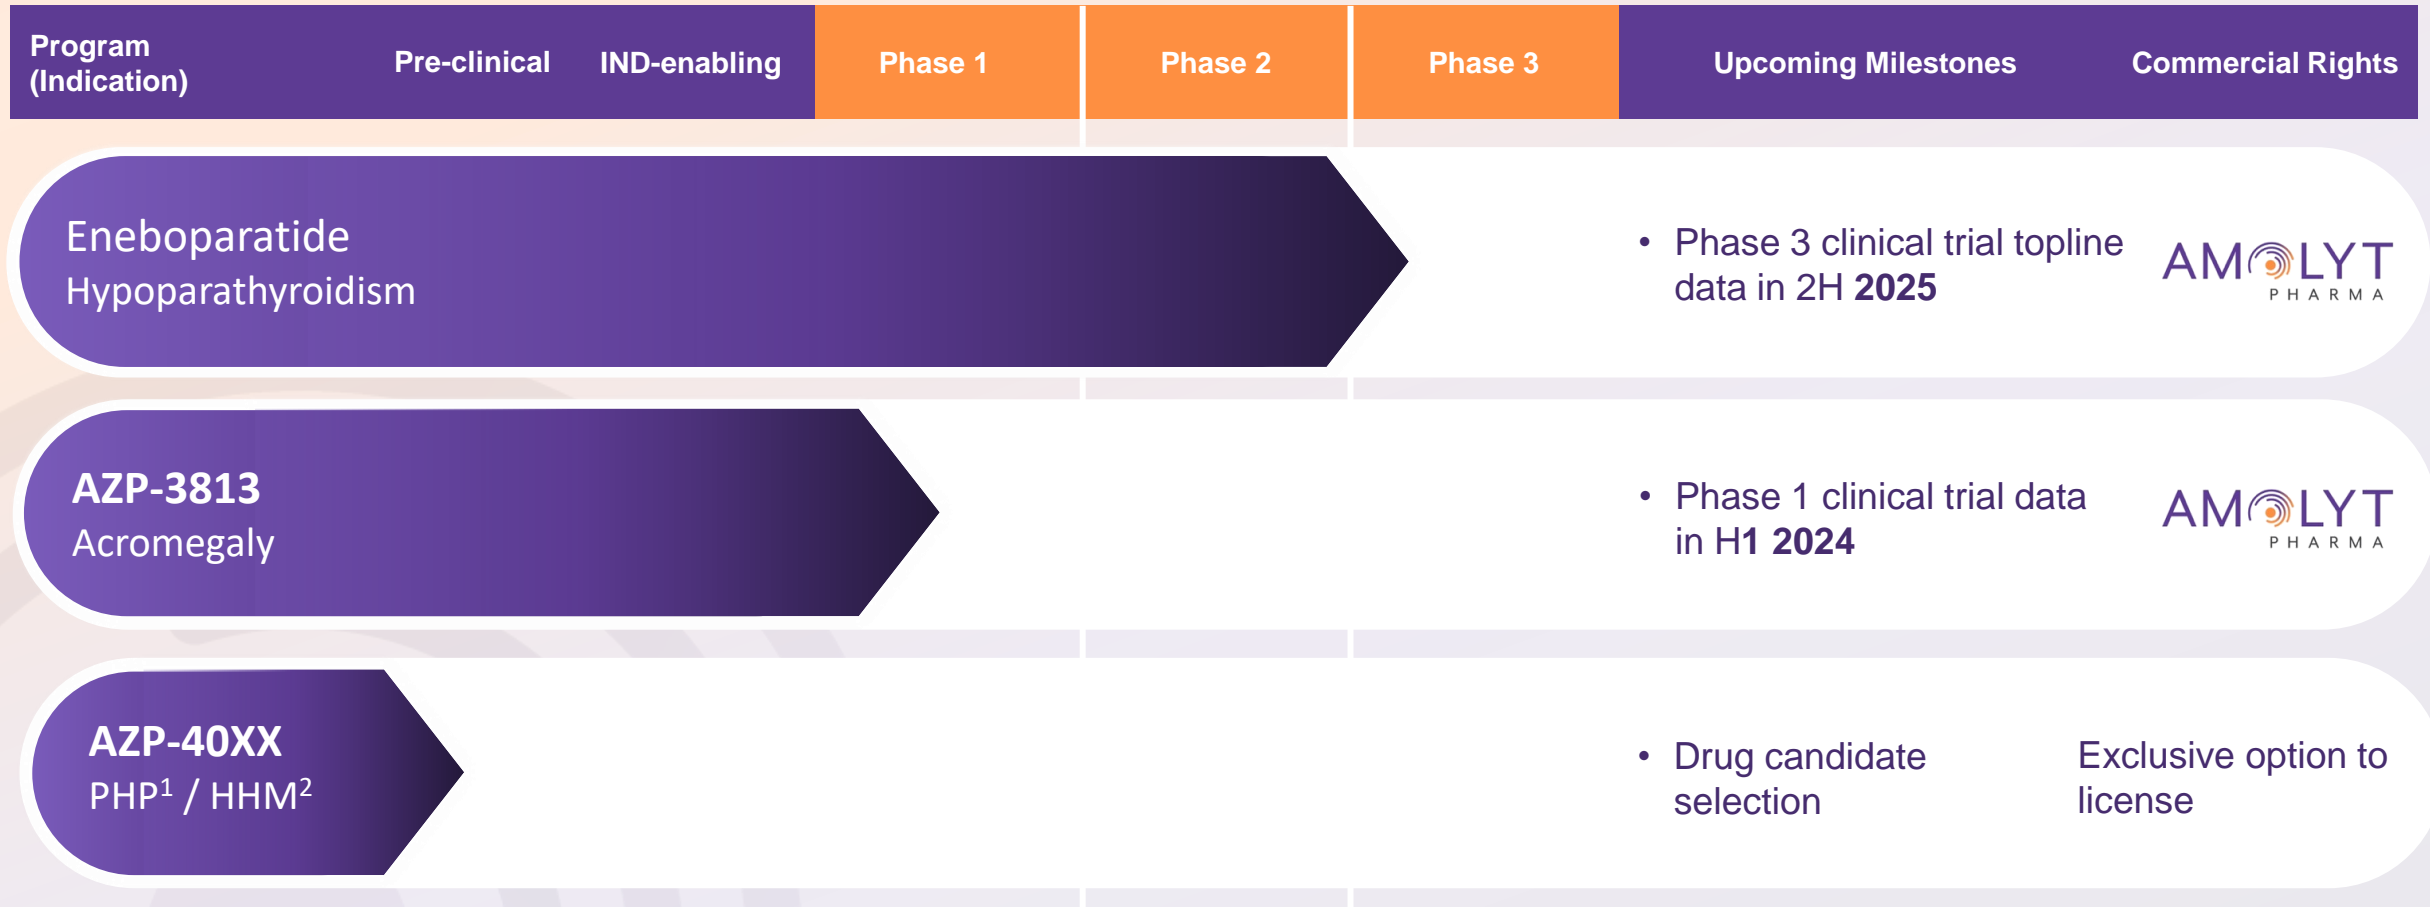 Program
(Indication)
Pre-clinical
IND-enabling
Phase 1
Phase 2
Phase 3
Upcoming Milestones
Commercial Rights
Eneboparatide
Hypoparathyroidism
• Phase 3 clinical trial topline
data in 2H 2025
AMOLYT
PHARMA
AZP-3813
Acromegaly
• Phase 1 clinical trial data
in H1 2024
AMOLYT
PHARMA
AZP-40XX
PHP¹ / HHM²
• Drug candidate
selection
Exclusive option to
license